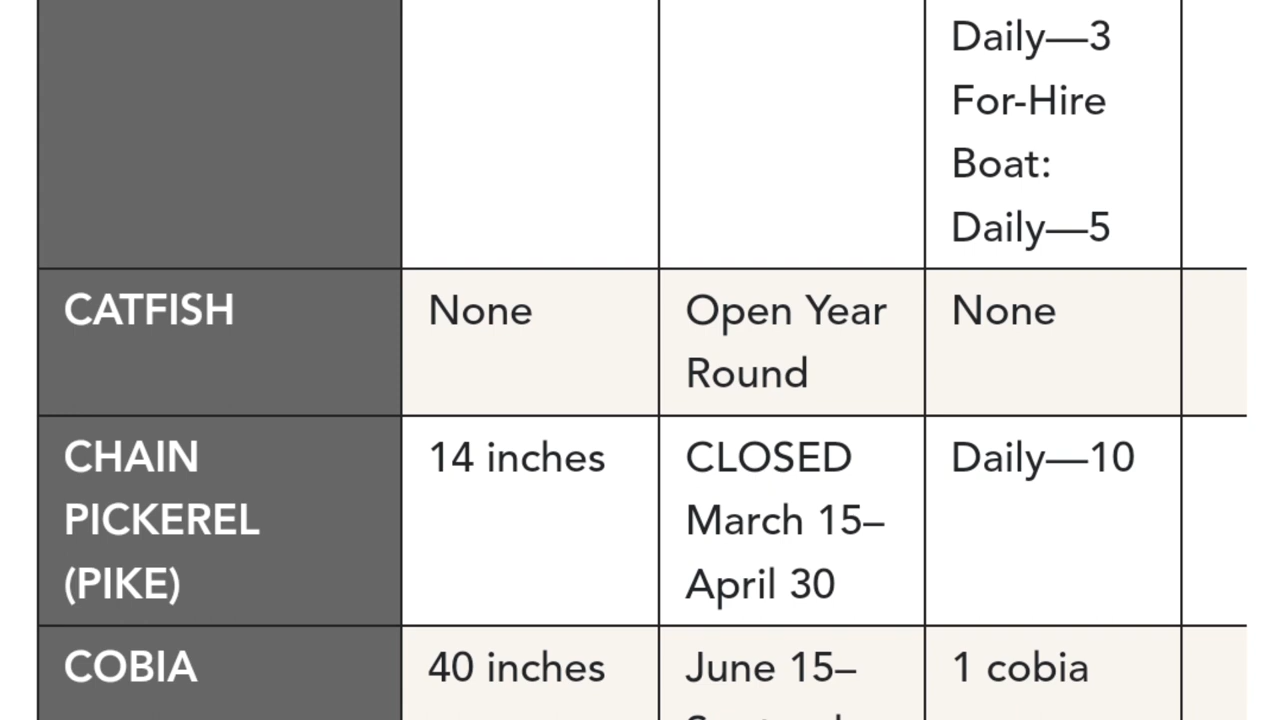 Daily—3
For-Hire
Boat:
Daily—5
CATFISH
None
Open Year
Round
None
CHAIN
PICKEREL
(PIKE)
14 inches
CLOSED
March 15–
April 30
Daily—10
COBIA
40 inches
June 15–
1 cobia